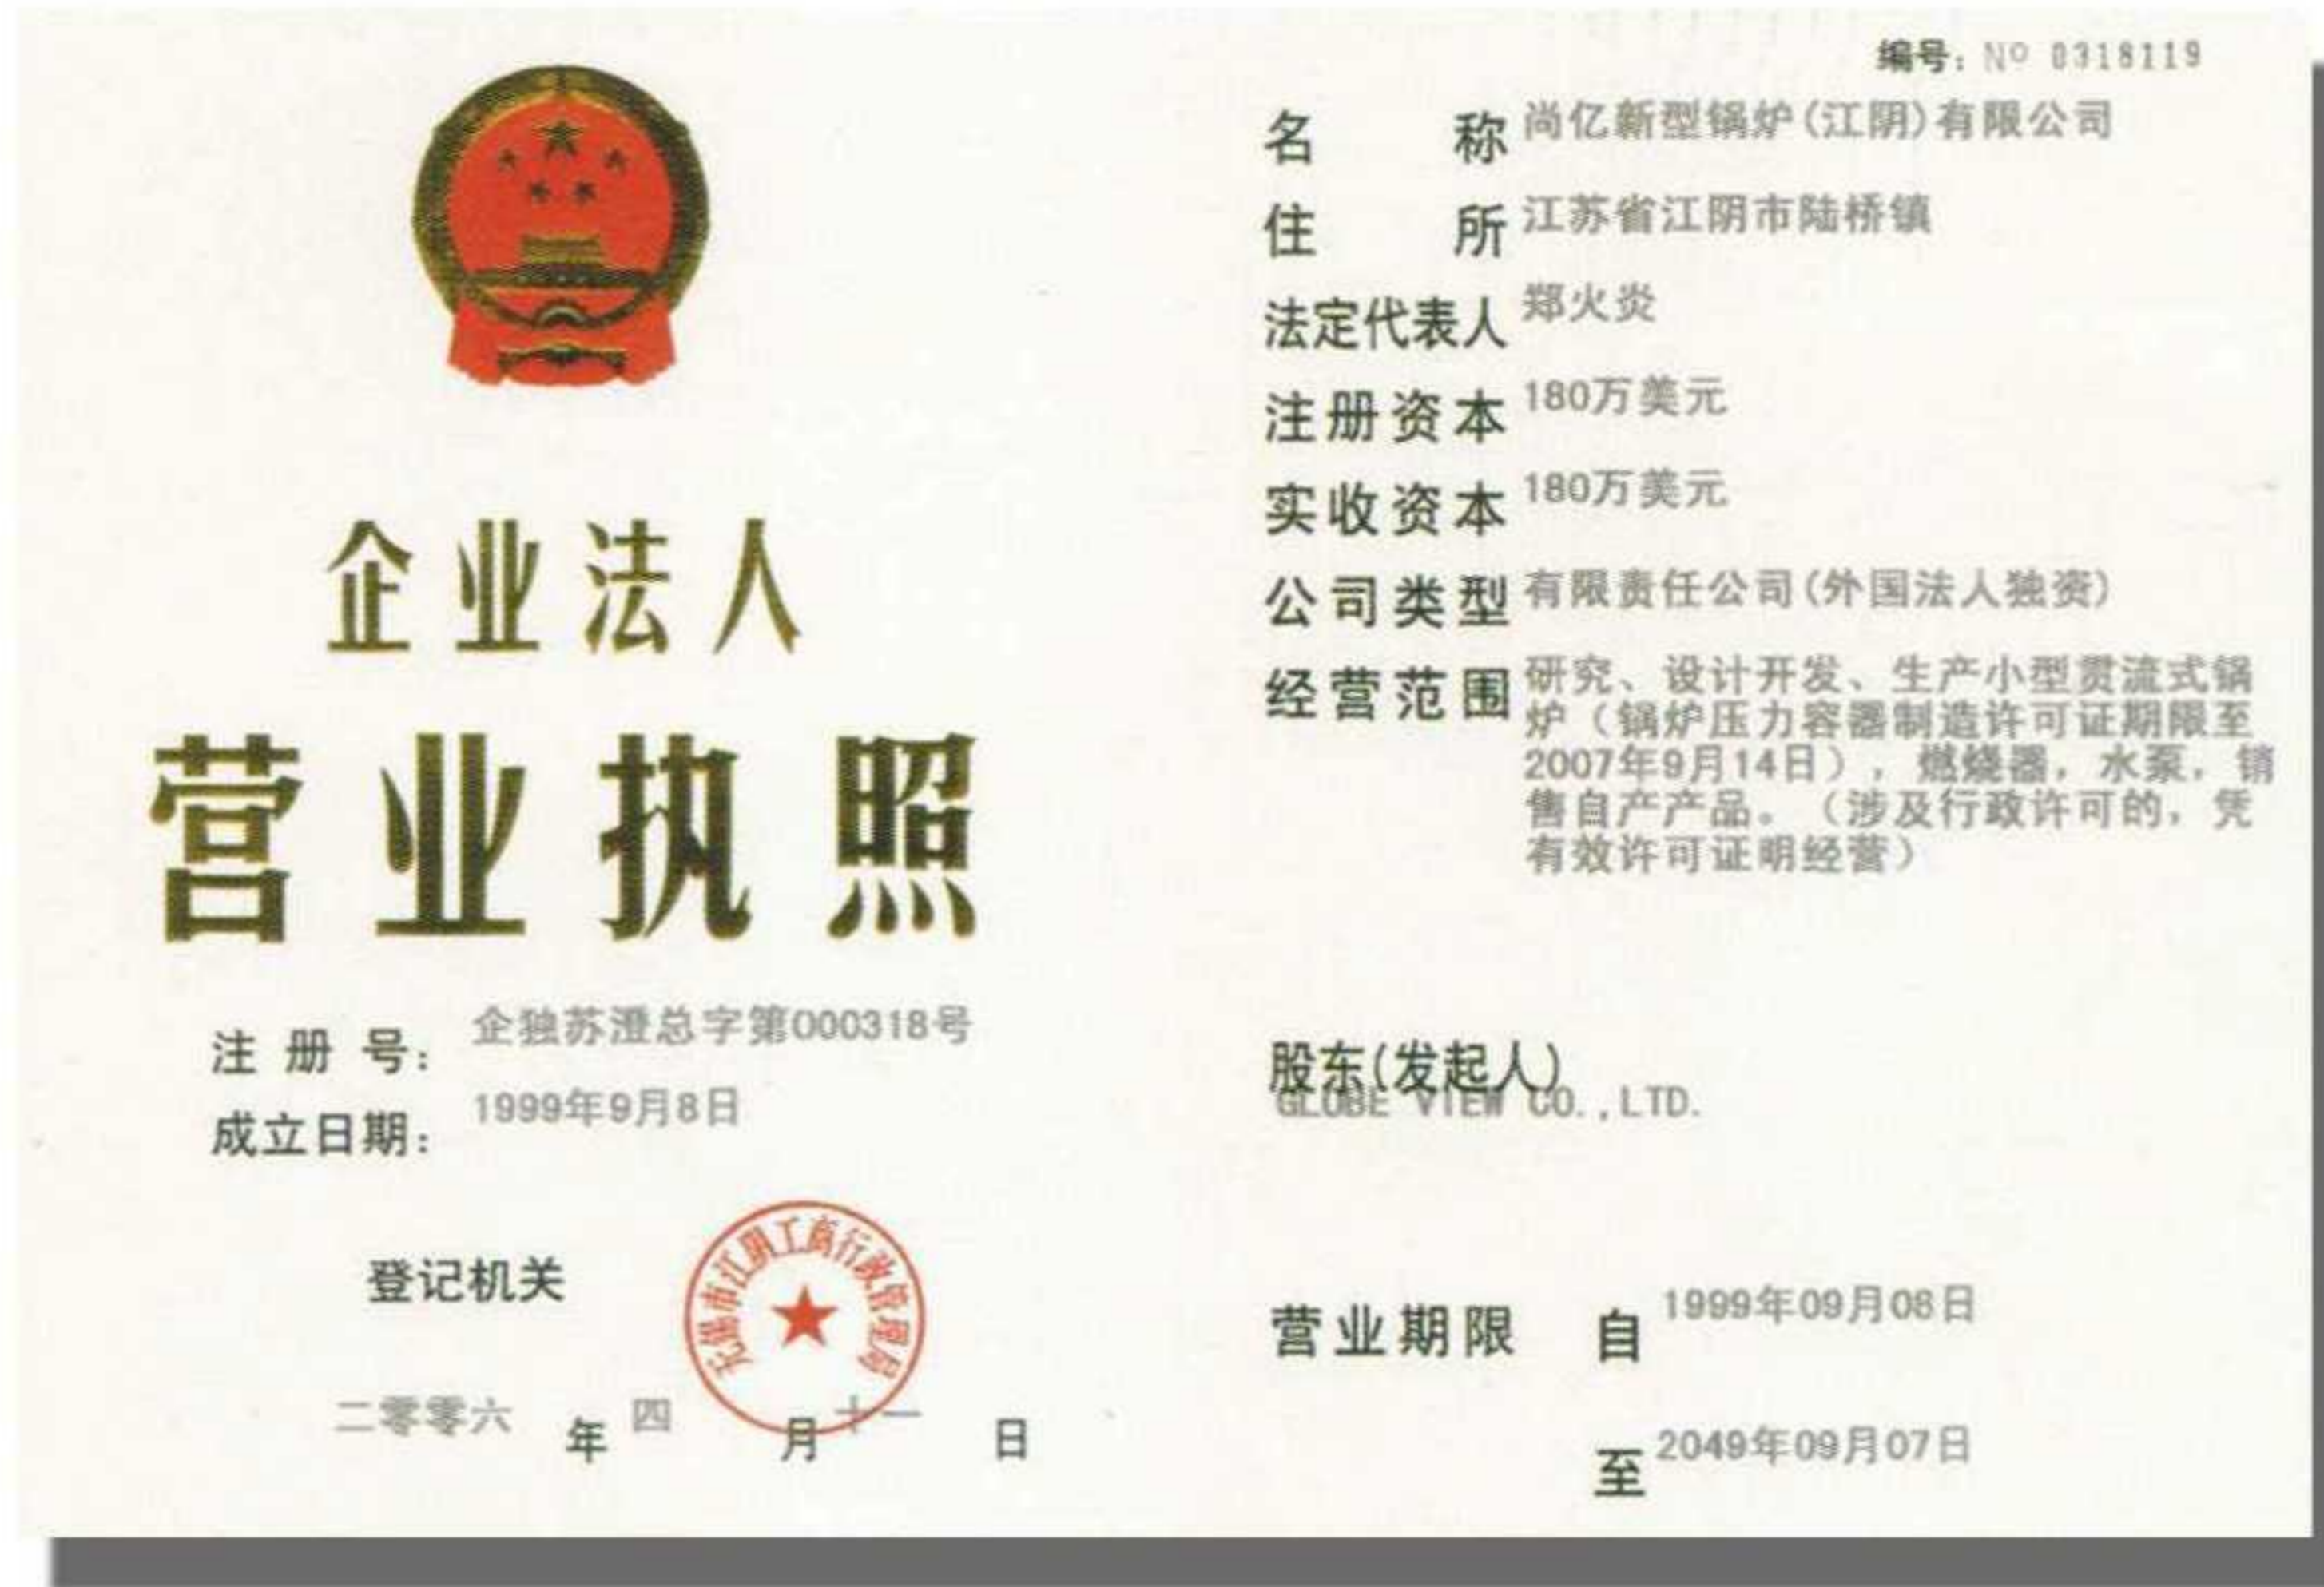 编号：Nº 0318119
企业法人
营业执照
注册号：企独苏澄总字第000318号
成立日期：1999年9月8日
登记机关
无锡市江阴工商行政管理局
二零零六年四月十一日
名称 尚亿新型锅炉(江阴)有限公司
住所 江苏省江阴市陆桥镇
法定代表人 郑火炎
注册资本 180万美元
实收资本 180万美元
公司类型 有限责任公司(外国法人独资)
经营范围 研究、设计开发、生产小型贯流式锅
炉（锅炉压力容器制造许可证期限至
2007年9月14日），燃烧器，水泵，销
售自产产品。（涉及行政许可的，凭
有效许可证明经营）
股东(发起人)
GLOBE VIEW CO.,LTD.
营业期限 自 1999年09月08日
至 2049年09月07日